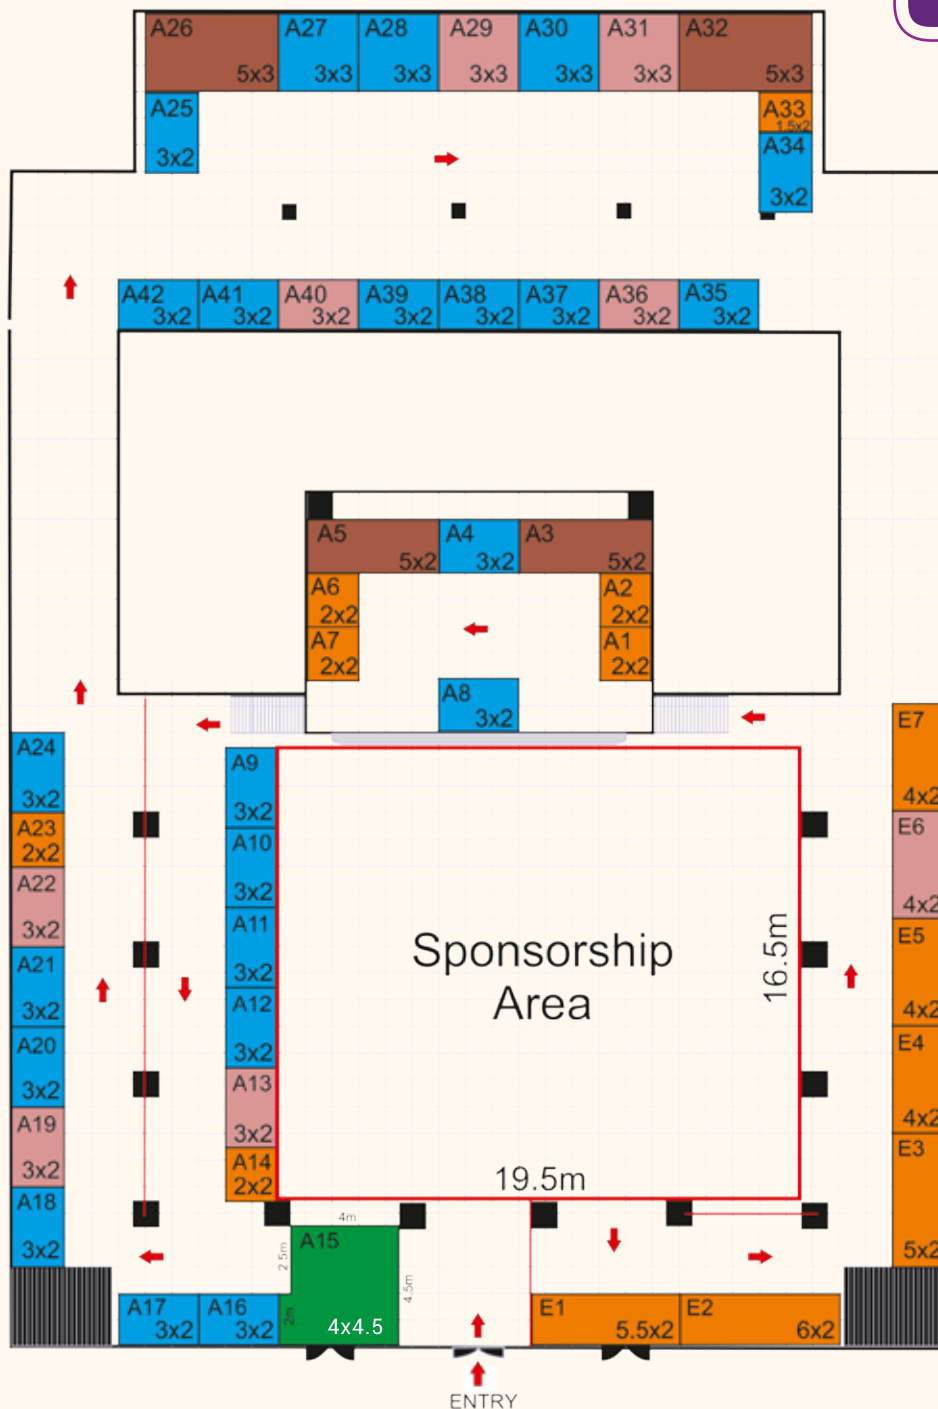 A26 5x3
A27 3x3
A28 3x3
A29 3x3
A30 3x3
A31 3x3
A32 5x3
A25 3x2
A33 1.5x2
A34 3x2
A42 3x2
A41 3x2
A40 3x2
A39 3x2
A38 3x2
A37 3x2
A36 3x2
A35 3x2
A5 5x2
A4 3x2
A3 5x2
A6 2x2
A2 2x2
A7 2x2
A1 2x2
A8 3x2
A24 3x2
A23 2x2
A22 3x2
A21 3x2
A20 3x2
A19 3x2
A18 3x2
A9 3x2
A10 3x2
A11 3x2
A12 3x2
A13 3x2
A14 2x2
Sponsorship
Area
16.5m
19.5m
E7 4x2
E6 4x2
E5 4x2
E4 4x2
E3 5x2
4m
2.5m
A15
4.5m
2m
4x4.5
A17 3x2
A16 3x2
E1 5.5x2
E2 6x2
ENTRY